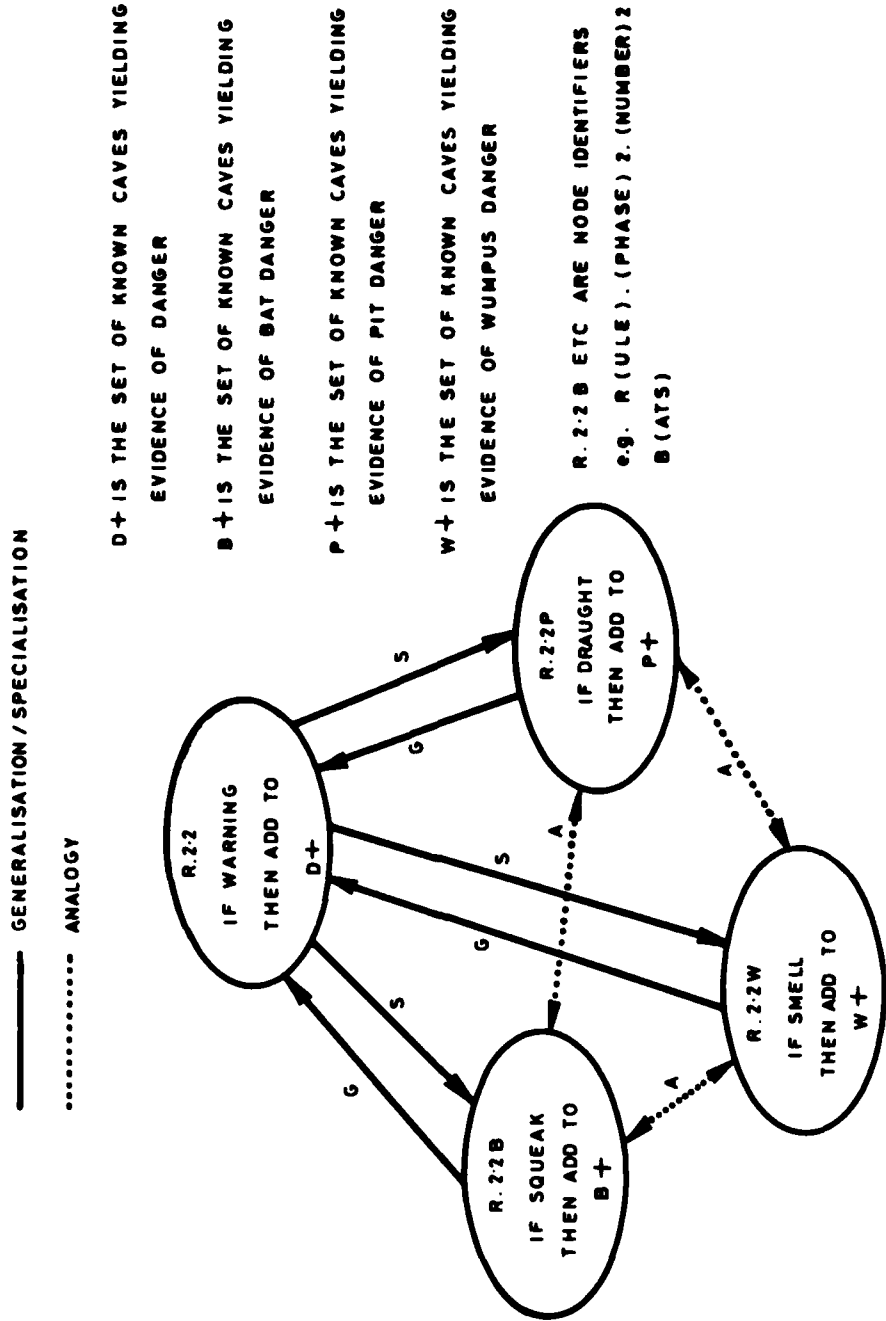 GENERALISATION / SPECIALISATION
ANALOGY
D+ IS THE SET OF KNOWN CAVES YIELDING
EVIDENCE OF DANGER
B+ IS THE SET OF KNOWN CAVES YIELDING
EVIDENCE OF BAT DANGER
P+ IS THE SET OF KNOWN CAVES YIELDING
EVIDENCE OF PIT DANGER
W+ IS THE SET OF KNOWN CAVES YIELDING
EVIDENCE OF WUMPUS DANGER
R.2.2B ETC ARE NODE IDENTIFIERS
e.g. R(ULE).(PHASE) 2.(NUMBER) 2
B(ATS)
R.2.2
IF WARNING
THEN ADD TO
D+
G
S
G
S
G
S
R.2.2B
IF SQUEAK
THEN ADD TO
B+
A
R.2.2P
IF DRAUGHT
THEN ADD TO
P+
A
A
R.2.2W
IF SMELL
THEN ADD TO
W+